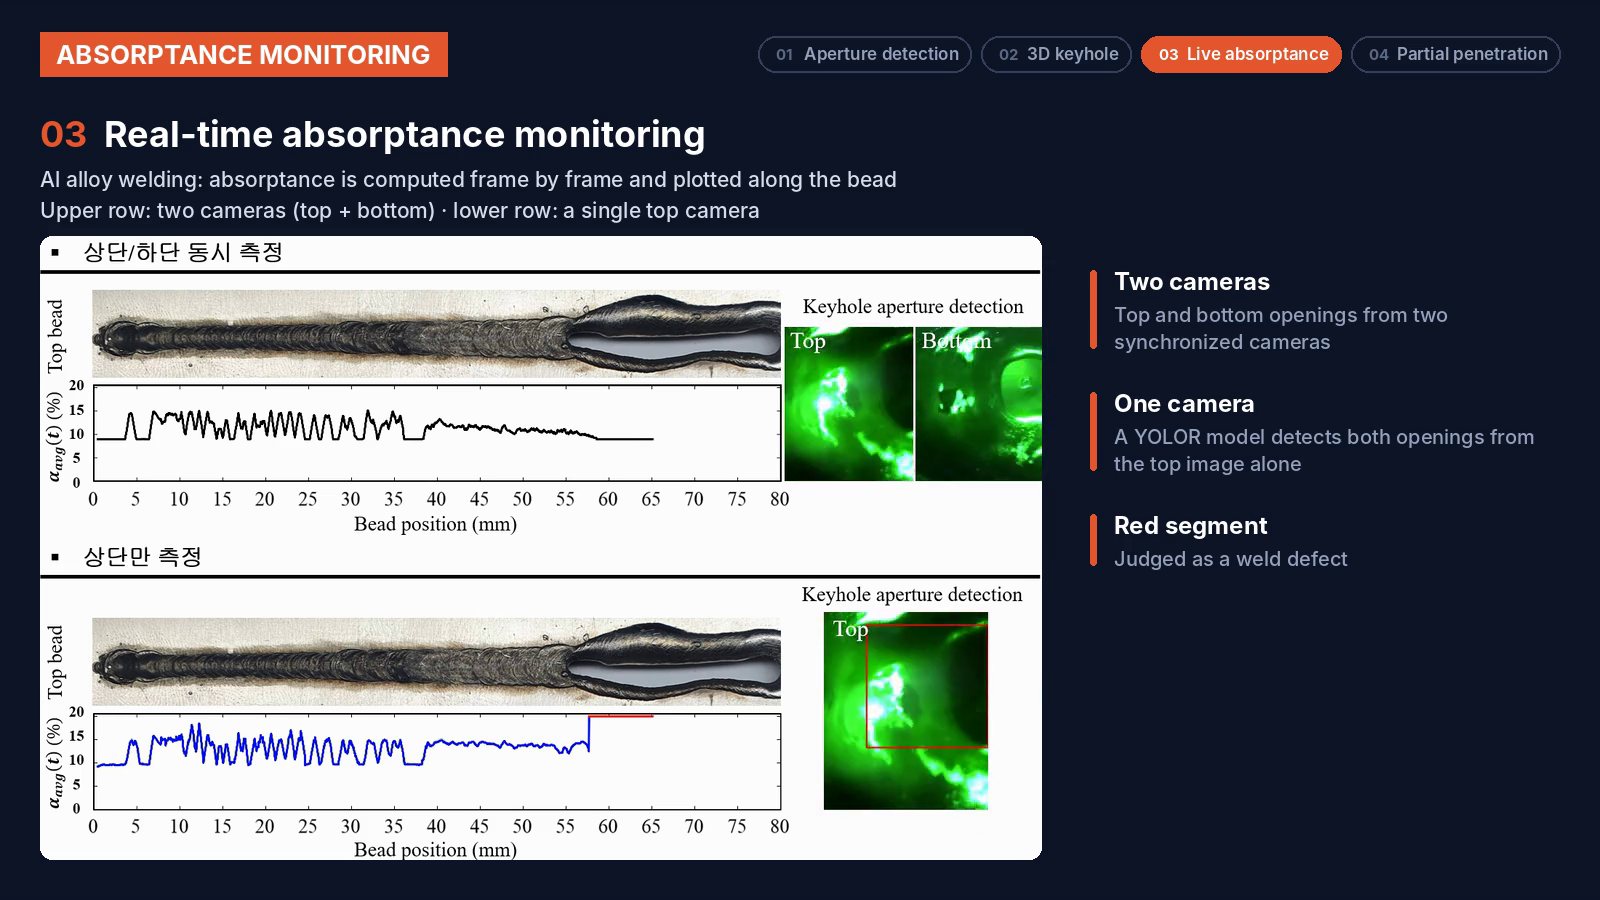 ABSORPTANCE MONITORING
01 Aperture detection
02 3D keyhole
03 Live absorptance
04 Partial penetration
03 Real-time absorptance monitoring
Al alloy welding: absorptance is computed frame by frame and plotted along the bead
Upper row: two cameras (top + bottom) · lower row: a single top camera
▪ 상단/하단 동시 측정
Top bead
Keyhole aperture detection
Top
Bottom
α_avg(t) (%)
20
15
10
5
0
0 5 10 15 20 25 30 35 40 45 50 55 60 65 70 75 80
Bead position (mm)
▪ 상단만 측정
Top bead
Keyhole aperture detection
Top
α_avg(t) (%)
20
15
10
5
0
0 5 10 15 20 25 30 35 40 45 50 55 60 65 70 75 80
Bead position (mm)
Two cameras
Top and bottom openings from two
synchronized cameras
One camera
A YOLOR model detects both openings from
the top image alone
Red segment
Judged as a weld defect